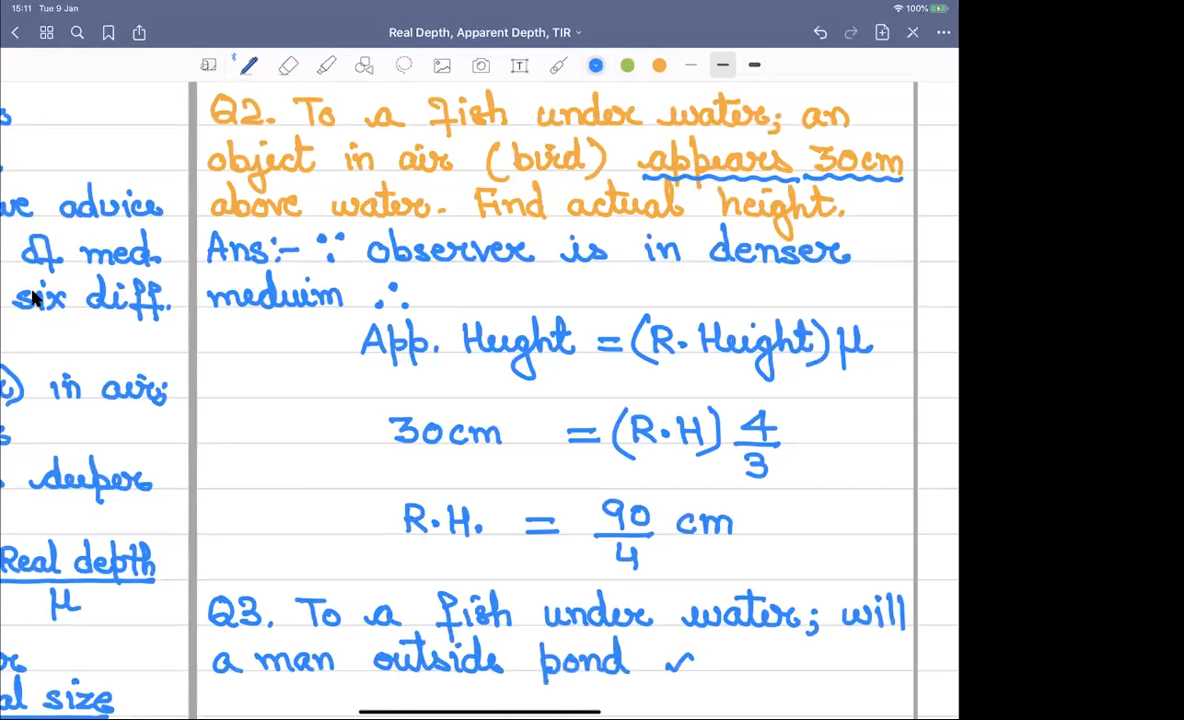 15:11 Tue 9 Jan
100%
Real Depth, Apparent Depth, TIR
Q2. To a fish under water; an
object in air (bird) appears 30cm
above water. Find actual height.
Ans:- ∵ observer is in denser
meduim ∴
App. Height = (R. Height) μ
30cm = (R.H) 4/3
R.H. = 90/4 cm
Q3. To a fish under water; will
a man outside pond
advice
of med.
six diff.
in air;
deeper
Real depth
μ
size